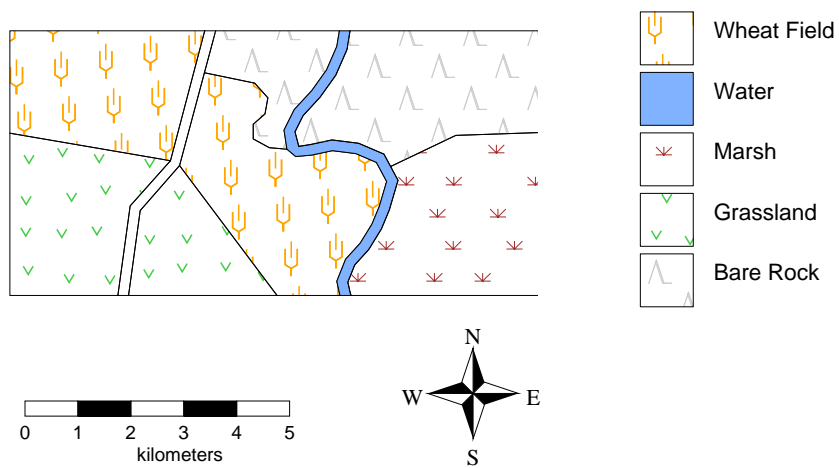 Wheat Field
Water
Marsh
Grassland
Bare Rock
N
W E
S
0 1 2 3 4 5
kilometers